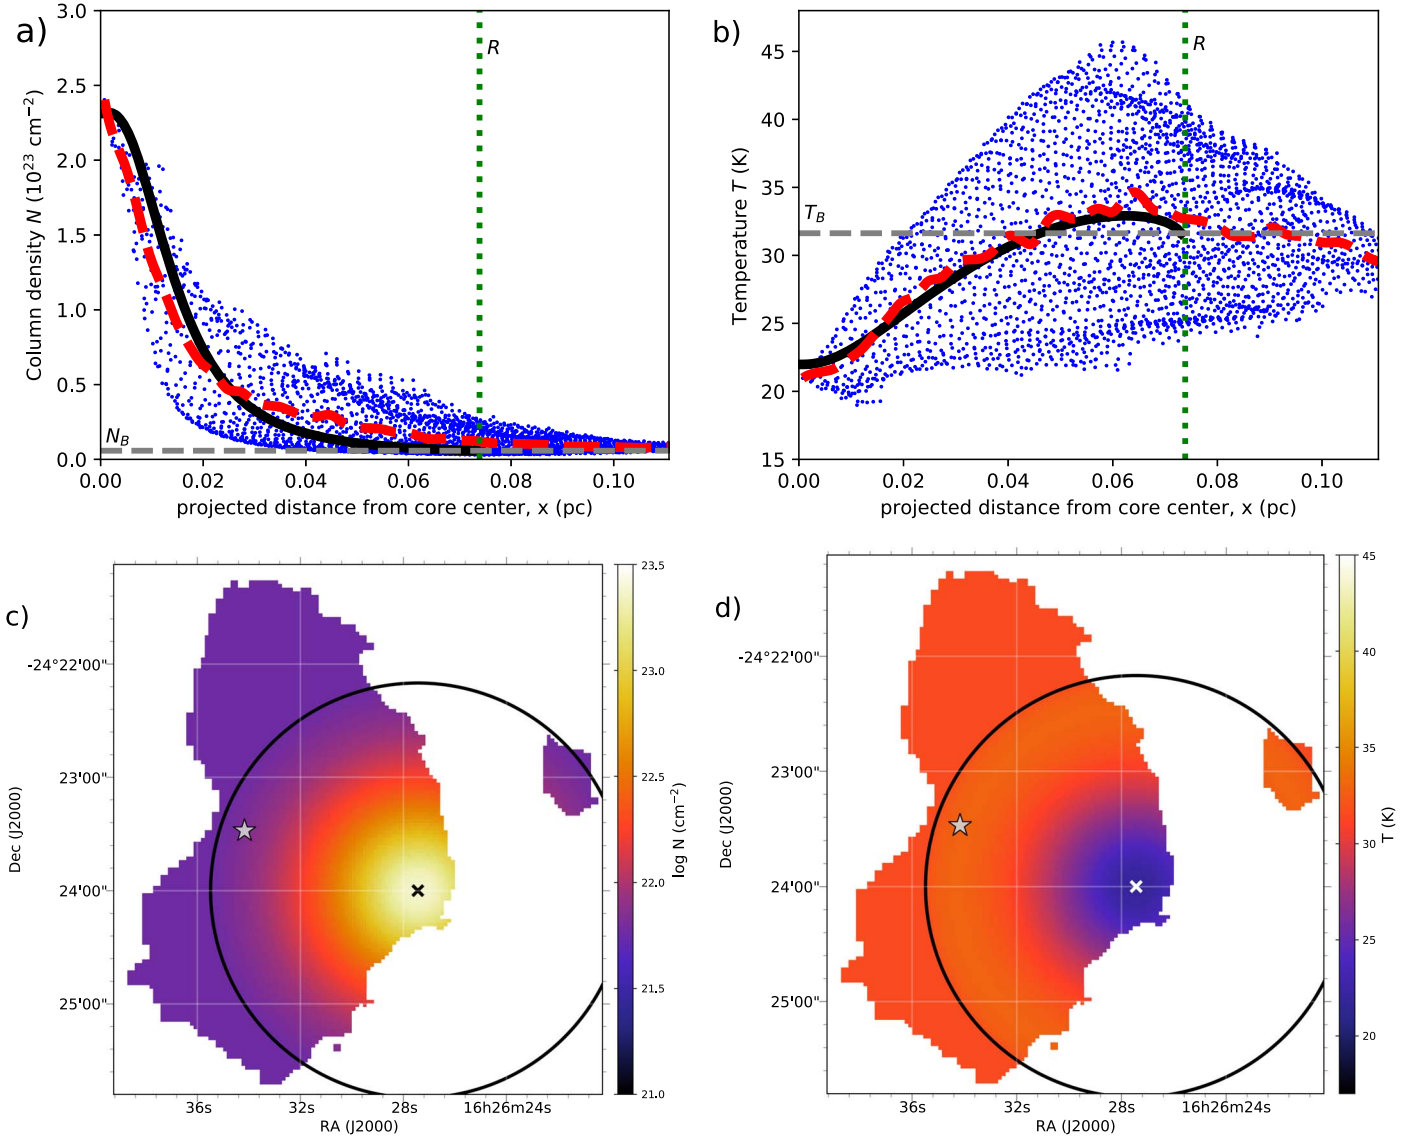 a)
3.0
2.5
2.0
1.5
1.0
0.5
0.0
Column density N (10²³ cm⁻²)
R
N_B
0.00 0.02 0.04 0.06 0.08 0.10
projected distance from core center, x (pc)
b)
45
40
35
30
25
20
15
Temperature T (K)
R
T_B
0.00 0.02 0.04 0.06 0.08 0.10
projected distance from core center, x (pc)
c)
-24°22'00"
23'00"
24'00"
25'00"
Dec (J2000)
36s 32s 28s 16h26m24s
RA (J2000)
23.5
23.0
22.5
22.0
21.5
21.0
log N (cm⁻²)
d)
-24°22'00"
23'00"
24'00"
25'00"
Dec (J2000)
36s 32s 28s 16h26m24s
RA (J2000)
45
40
35
30
25
20
T (K)